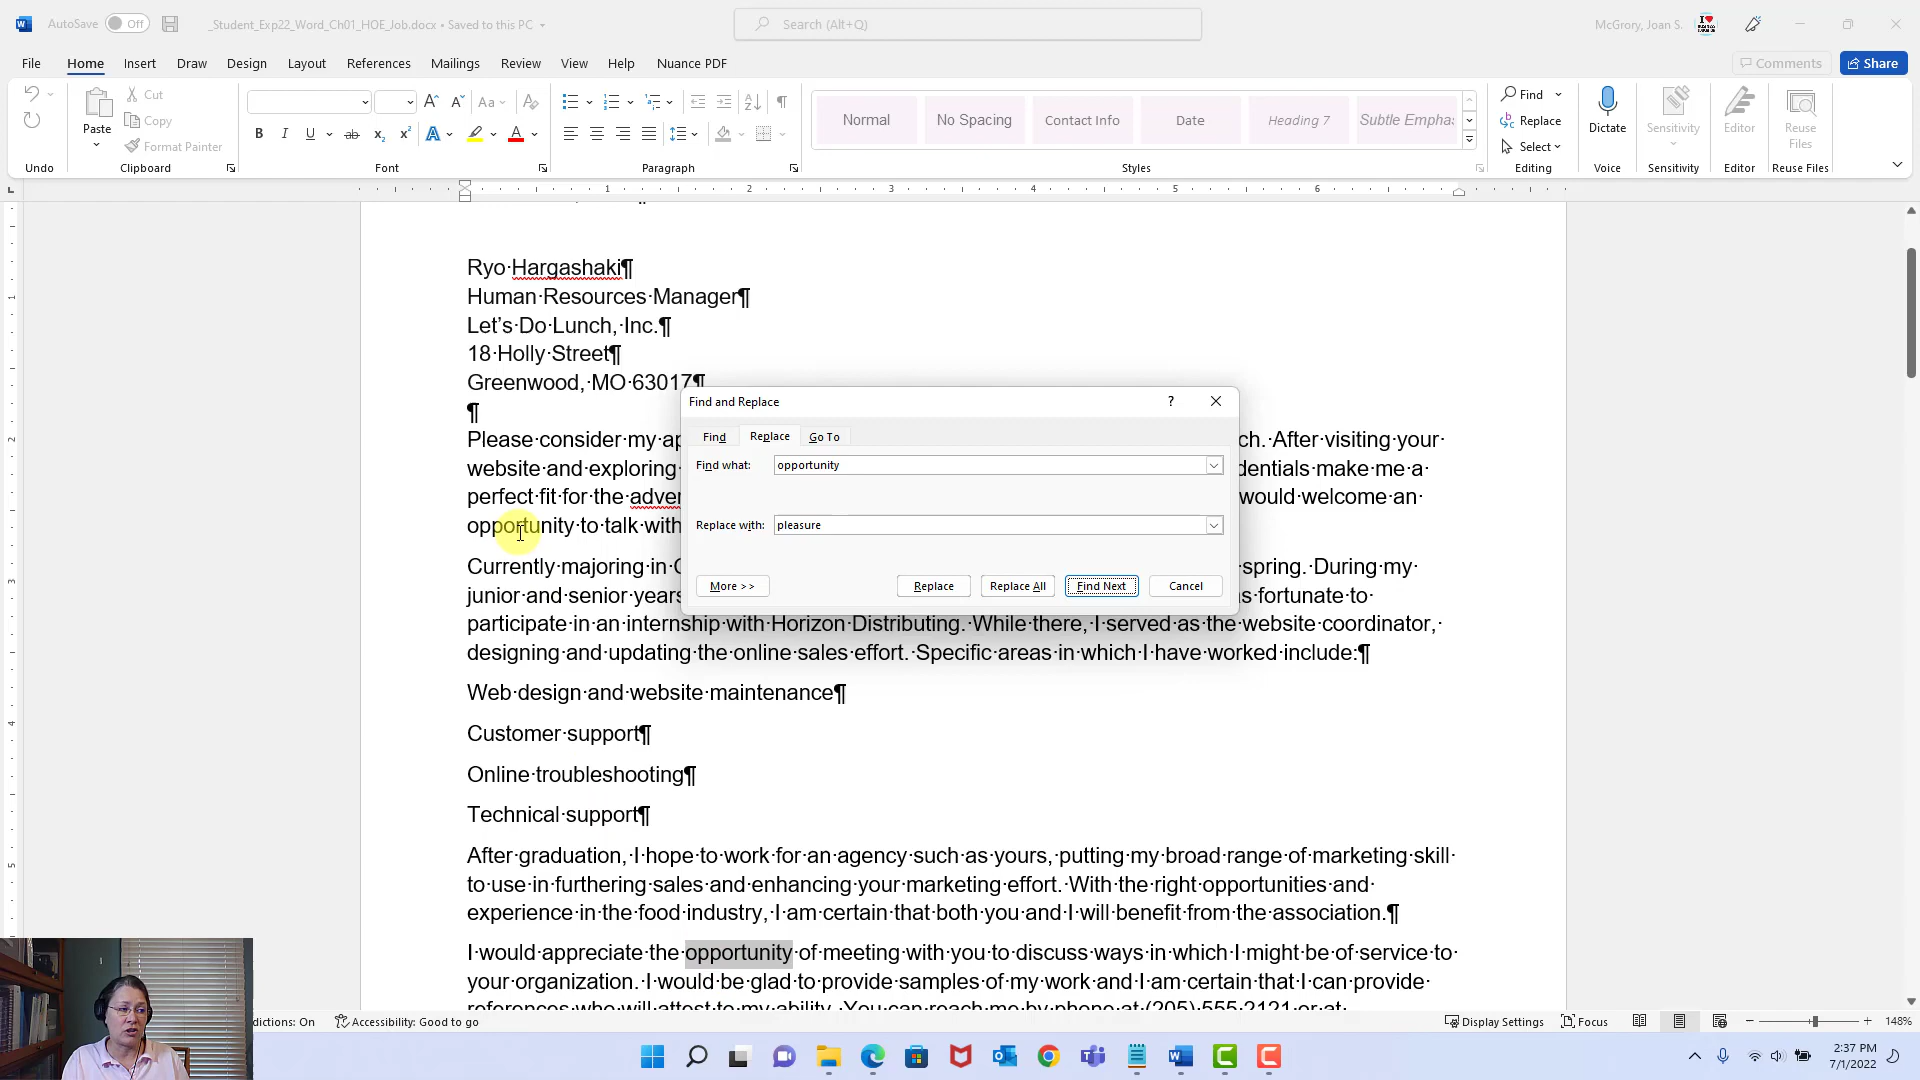 AutoSave Off _Student_Exp22_Word_Ch01_HOE_Job.docx • Saved to this PC Search (Alt+Q) McGrory, Joan S.
File Home Insert Draw Design Layout References Mailings Review View Help Nuance PDF Comments Share
Cut Find
Paste Copy Normal No Spacing Contact Info Date Heading 7 Subtle Emphas Replace Dictate Sensitivity Editor Reuse Files
Format Painter Select
Undo Clipboard Font Paragraph Styles Editing Voice Sensitivity Editor Reuse Files
Ryo·Hargashaki¶
Human·Resources·Manager¶
Let's·Do·Lunch,·Inc.¶
18·Holly·Street¶
Greenwood,·MO·63017¶
¶
Please·consider·my·ap ch.·After·visiting·your·
website·and·exploring· dentials·make·me·a·
perfect·fit·for·the·adver would·welcome·an·
opportunity·to·talk·with
Find and Replace
Find Replace Go To
Find what: opportunity
Replace with: pleasure
More >> Replace Replace All Find Next Cancel
Currently·majoring·in·C spring.·During·my·
junior·and·senior·years s·fortunate·to·
participate·in·an·internship·with·Horizon·Distributing.·While·there,·I·served·as·the·website·coordinator,·
designing·and·updating·the·online·sales·effort.·Specific·areas·in·which·I·have·worked·include:¶
Web·design·and·website·maintenance¶
Customer·support¶
Online·troubleshooting¶
Technical·support¶
After·graduation,·I·hope·to·work·for·an·agency·such·as·yours,·putting·my·broad·range·of·marketing·skill·
to·use·in·furthering·sales·and·enhancing·your·marketing·effort.·With·the·right·opportunities·and·
experience·in·the·food·industry,·I·am·certain·that·both·you·and·I·will·benefit·from·the·association.¶
I·would·appreciate·the·opportunity·of·meeting·with·you·to·discuss·ways·in·which·I·might·be·of·service·to·
your·organization.·I·would·be·glad·to·provide·samples·of·my·work·and·I·am·certain·that·I·can·provide·
references·who·will·attest·to·my·ability.·You·can·reach·me·by·phone·at·(205)·555-2121·or·at·
dictions: On Accessibility: Good to go Display Settings Focus 148%
2:37 PM
7/1/2022